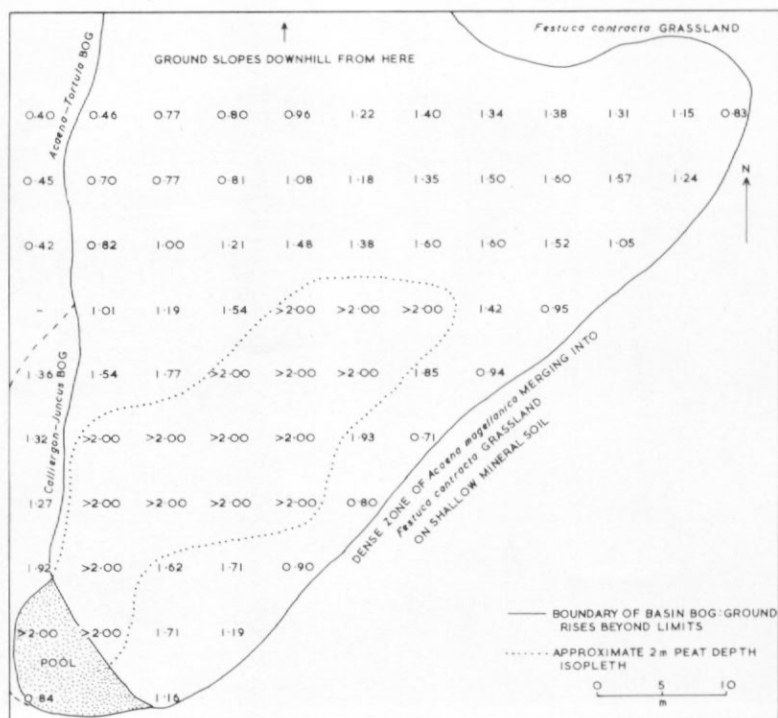 Festuca contracta GRASSLAND
GROUND SLOPES DOWNHILL FROM HERE
Acaena-Tortula BOG
0·40 0·46 0·77 0·80 0·96 1·22 1·40 1·34 1·38 1·31 1·15 0·83
0·45 0·70 0·77 0·81 1·08 1·18 1·35 1·50 1·60 1·57 1·24
N
0·42 0·82 1·00 1·21 1·48 1·38 1·60 1·60 1·52 1·05
- 1·01 1·19 1·54 >2·00 >2·00 >2·00 1·42 0·95
1·36 1·54 1·77 >2·00 >2·00 >2·00 1·85 0·94
Calliergon-Juncus BOG
1·32 >2·00 >2·00 >2·00 >2·00 1·93 0·71
1·27 >2·00 >2·00 >2·00 >2·00 0·80
DENSE ZONE OF Acaena magellanica MERGING INTO
Festuca contracta GRASSLAND
ON SHALLOW MINERAL SOIL
1·92 >2·00 1·62 1·71 0·90
>2·00 >2·00 1·71 1·19
POOL
0·84 1·16
BOUNDARY OF BASIN BOG:GROUND
RISES BEYOND LIMITS
APPROXIMATE 2m PEAT DEPTH
ISOPLETH
0 5 10
m